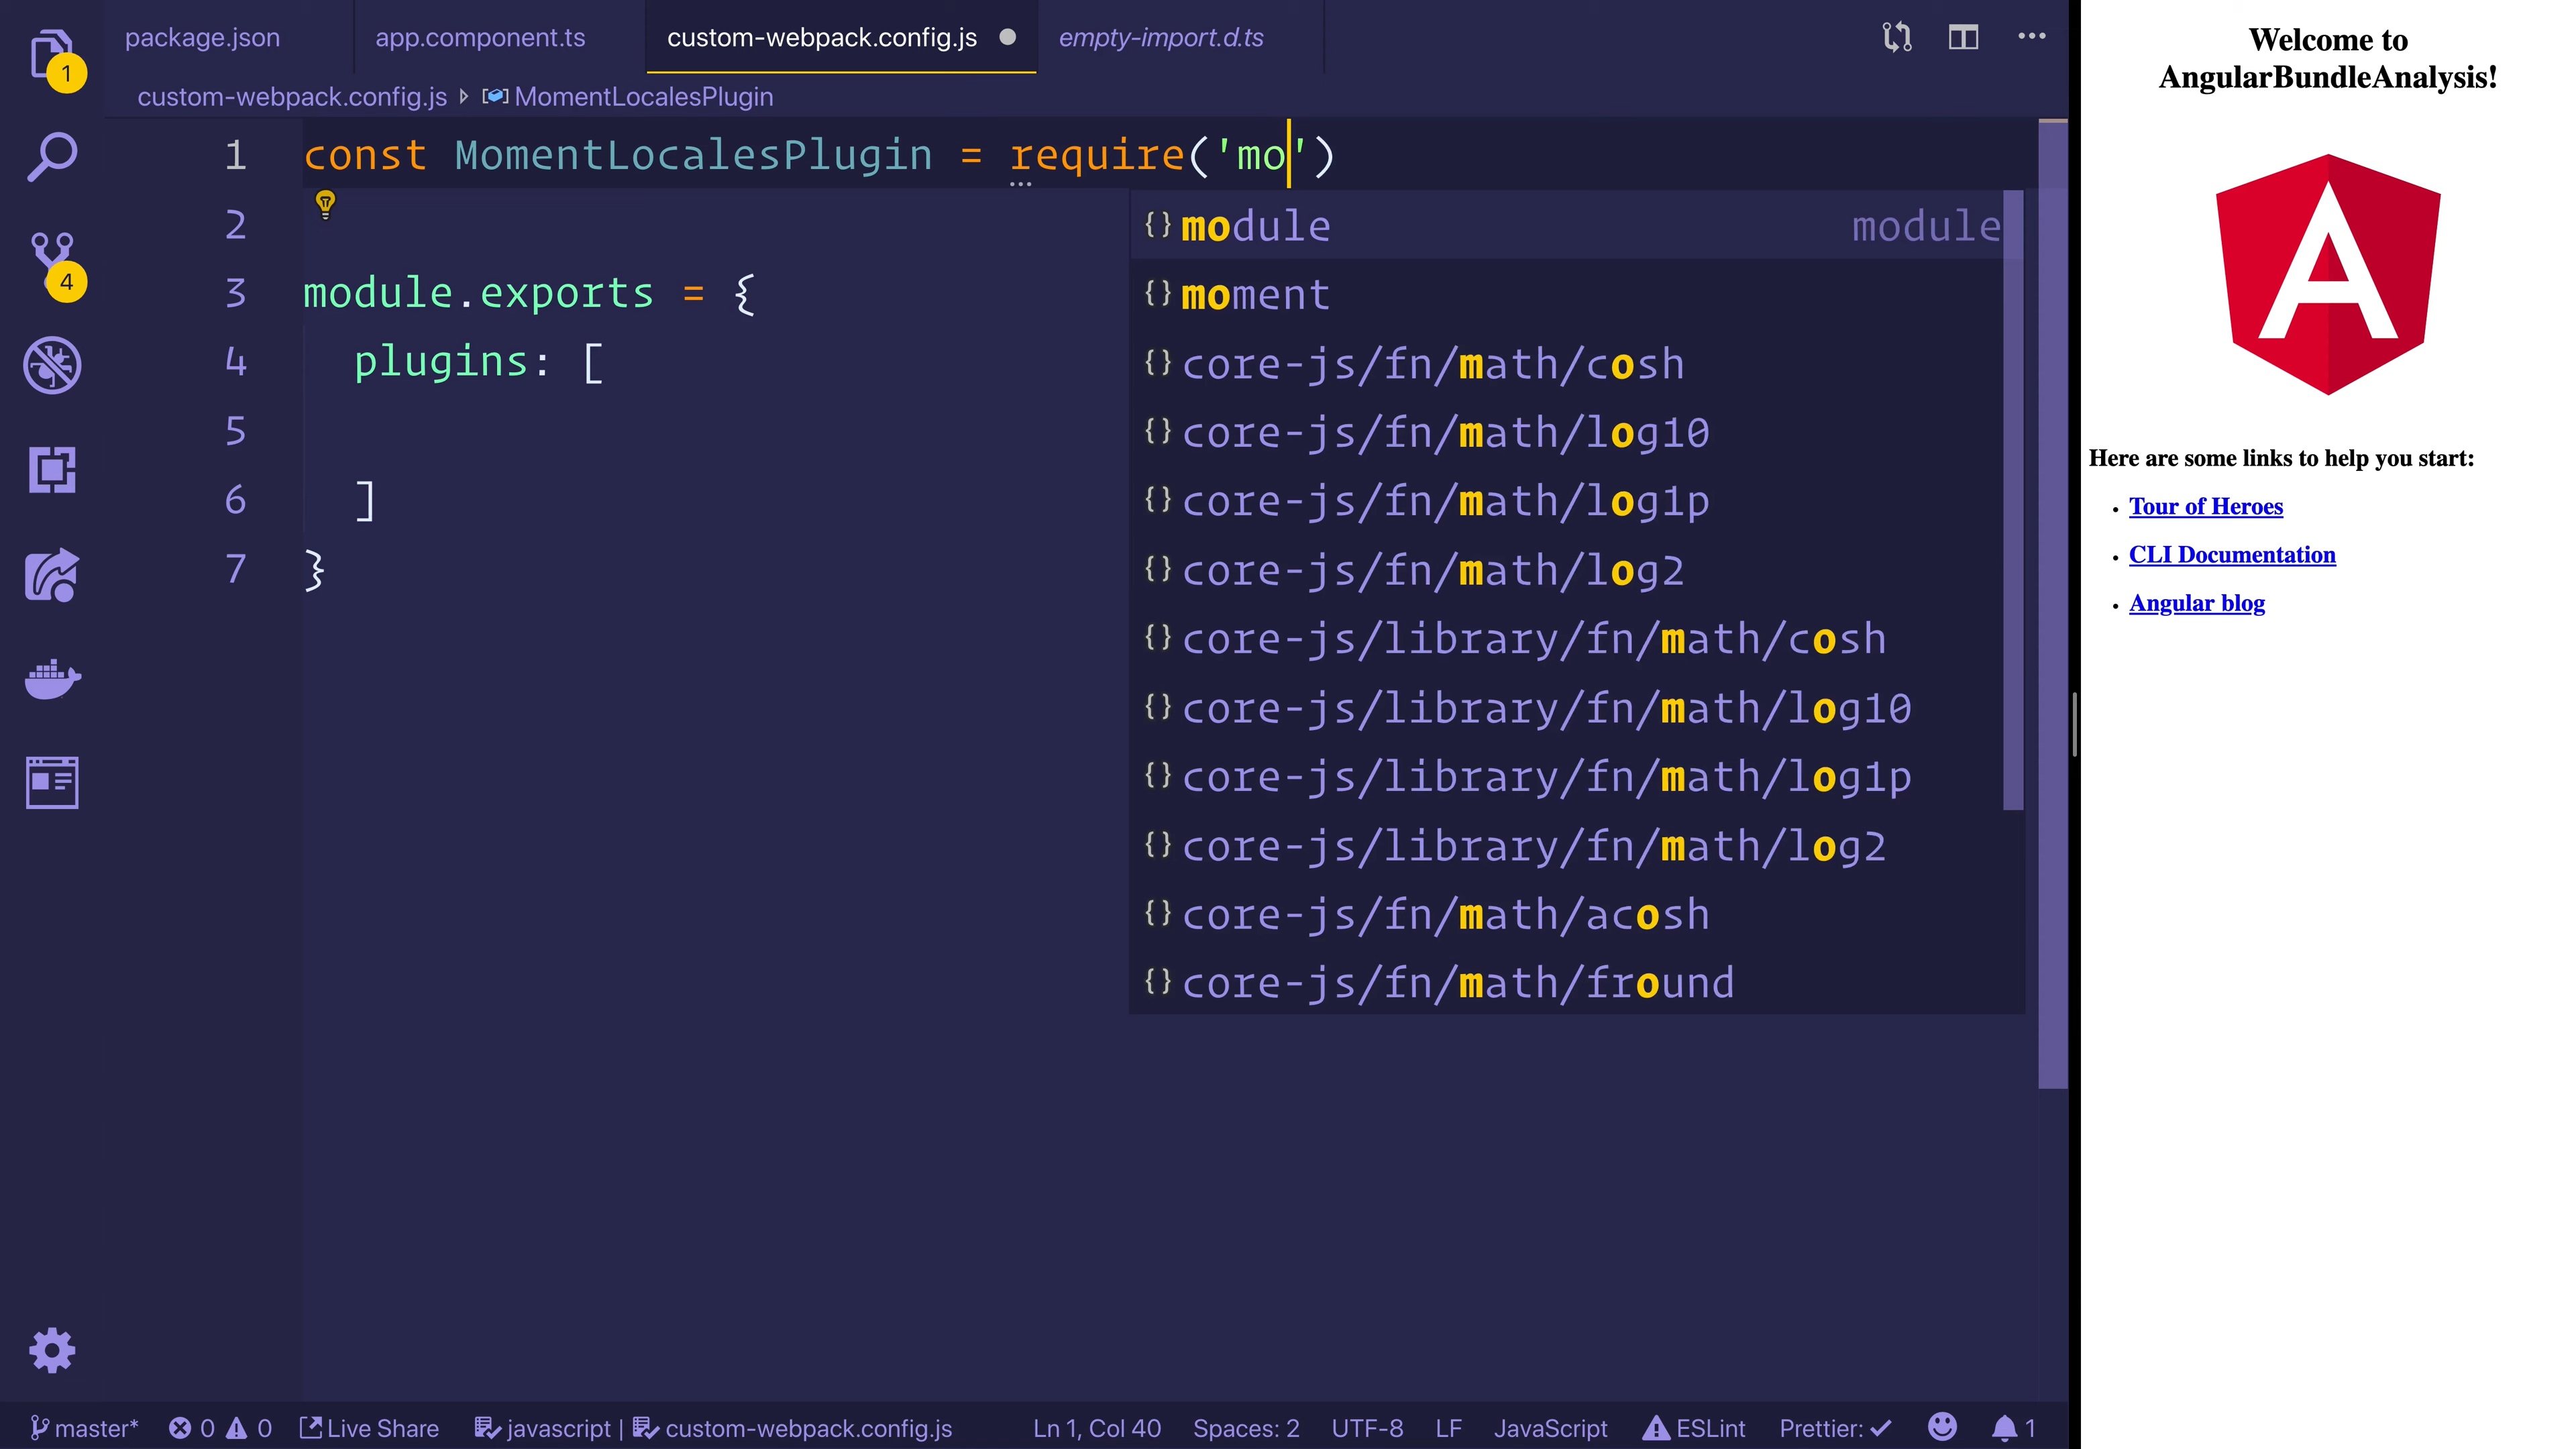 package.json
app.component.ts
custom-webpack.config.js
empty-import.d.ts
custom-webpack.config.js
MomentLocalesPlugin
1 const MomentLocalesPlugin = require('mo')
2
3 module.exports = {
4 plugins: [
5
6 ]
7 }
{} module module
{} moment
{} core-js/fn/math/cosh
{} core-js/fn/math/log10
{} core-js/fn/math/log1p
{} core-js/fn/math/log2
{} core-js/library/fn/math/cosh
{} core-js/library/fn/math/log10
{} core-js/library/fn/math/log1p
{} core-js/library/fn/math/log2
{} core-js/fn/math/acosh
{} core-js/fn/math/fround
1
4
master* 0 0 Live Share javascript | custom-webpack.config.js Ln 1, Col 40 Spaces: 2 UTF-8 LF JavaScript ESLint Prettier: 1
Welcome to
AngularBundleAnalysis!
A
Here are some links to help you start:
• Tour of Heroes
• CLI Documentation
• Angular blog